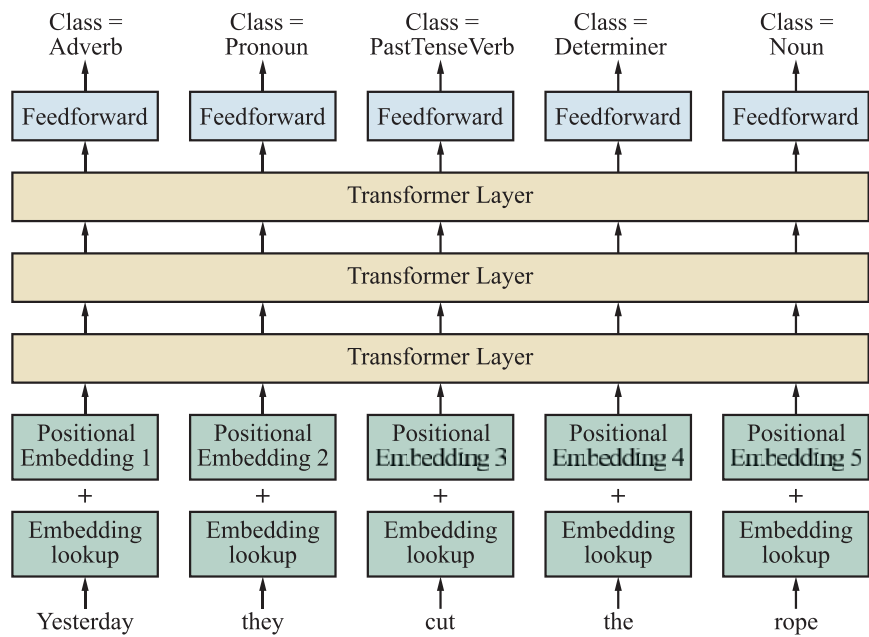 Class = Class = Class = Class = Class =
Adverb Pronoun PastTenseVerb Determiner Noun
Feedforward Feedforward Feedforward Feedforward Feedforward
Transformer Layer
Transformer Layer
Transformer Layer
Positional Positional Positional Positional Positional
Embedding 1 Embedding 2 Embedding 3 Embedding 4 Embedding 5
+ + + + +
Embedding Embedding Embedding Embedding Embedding
lookup lookup lookup lookup lookup
Yesterday they cut the rope